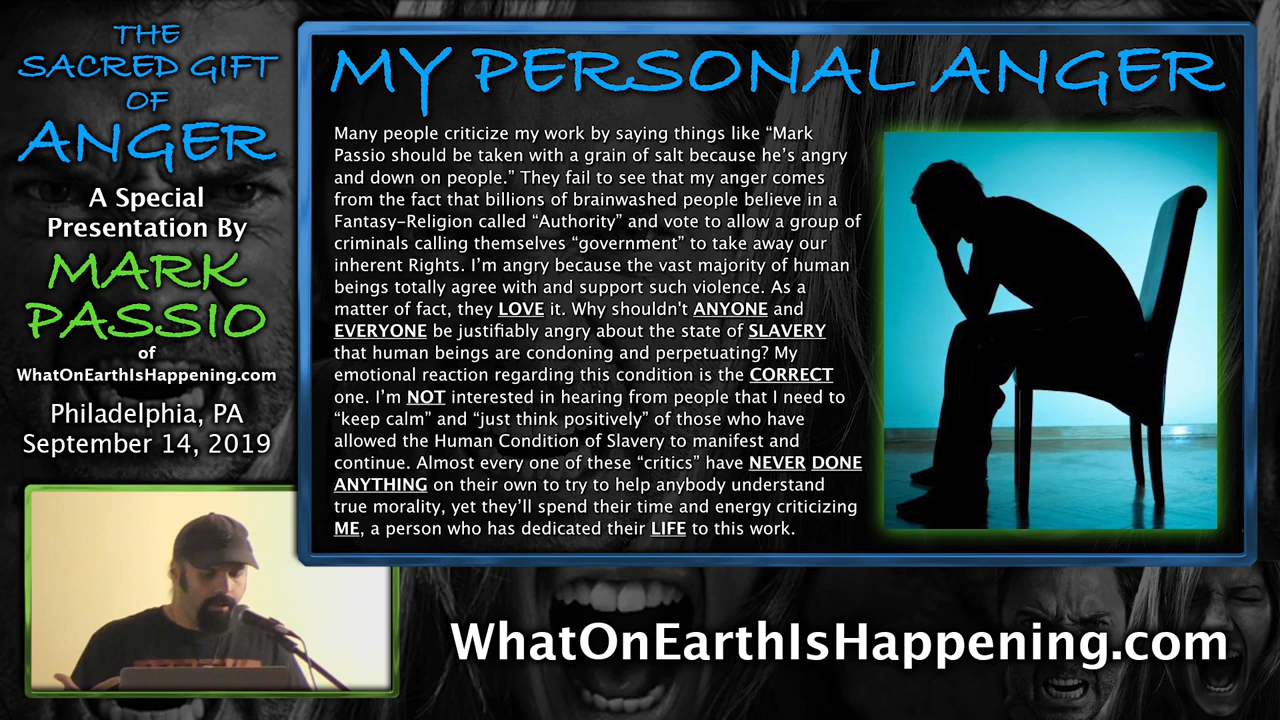 THE
SACRED GIFT
OF
ANGER
A Special
Presentation By
MARK
PASSIO
of
WhatOnEarthIsHappening.com
Philadelphia, PA
September 14, 2019
MY PERSONAL ANGER
Many people criticize my work by saying things like “Mark
Passio should be taken with a grain of salt because he’s angry
and down on people.” They fail to see that my anger comes
from the fact that billions of brainwashed people believe in a
Fantasy-Religion called “Authority” and vote to allow a group of
criminals calling themselves “government” to take away our
inherent Rights. I’m angry because the vast majority of human
beings totally agree with and support such violence. As a
matter of fact, they LOVE it. Why shouldn't ANYONE and
EVERYONE be justifiably angry about the state of SLAVERY
that human beings are condoning and perpetuating? My
emotional reaction regarding this condition is the CORRECT
one. I’m NOT interested in hearing from people that I need to
“keep calm” and “just think positively” of those who have
allowed the Human Condition of Slavery to manifest and
continue. Almost every one of these “critics” have NEVER DONE
ANYTHING on their own to try to help anybody understand
true morality, yet they’ll spend their time and energy criticizing
ME, a person who has dedicated their LIFE to this work.
WhatOnEarthIsHappening.com